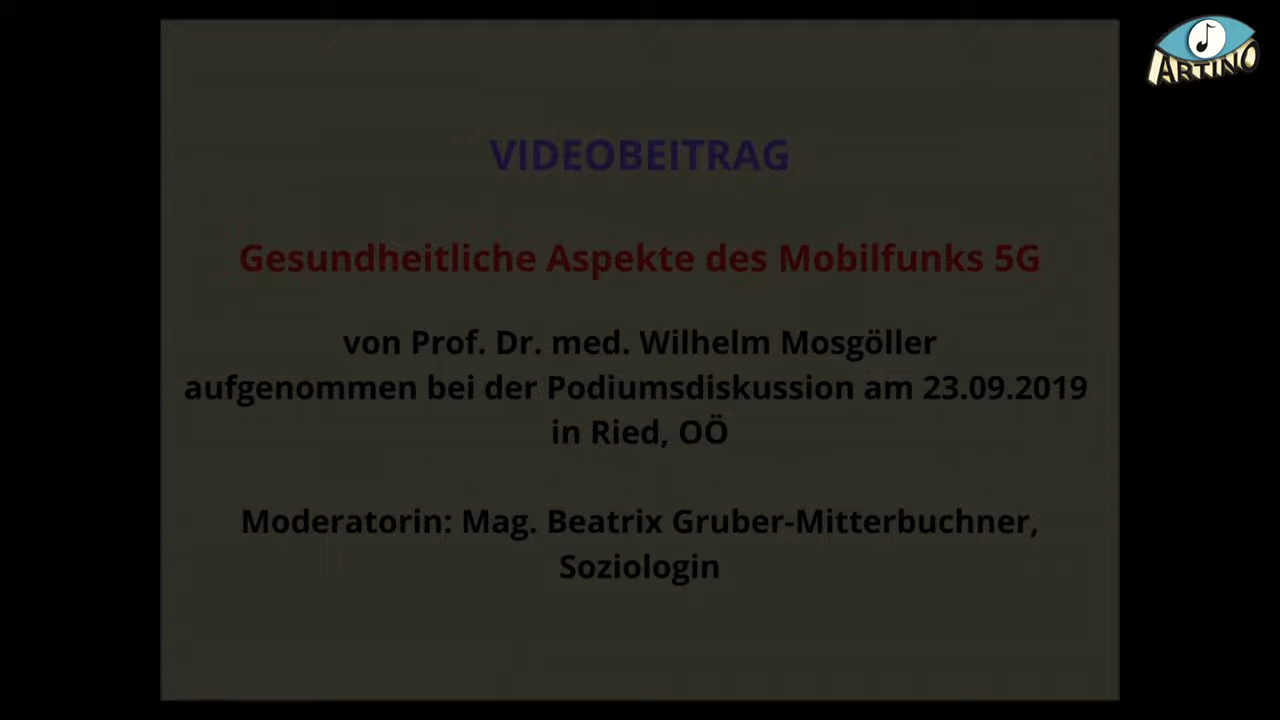 ARTINO
VIDEOBEITRAG
Gesundheitliche Aspekte des Mobilfunks 5G
von Prof. Dr. med. Wilhelm Mosgöller
aufgenommen bei der Podiumsdiskussion am 23.09.2019
in Ried, OÖ
Moderatorin: Mag. Beatrix Gruber-Mitterbuchner,
Soziologin